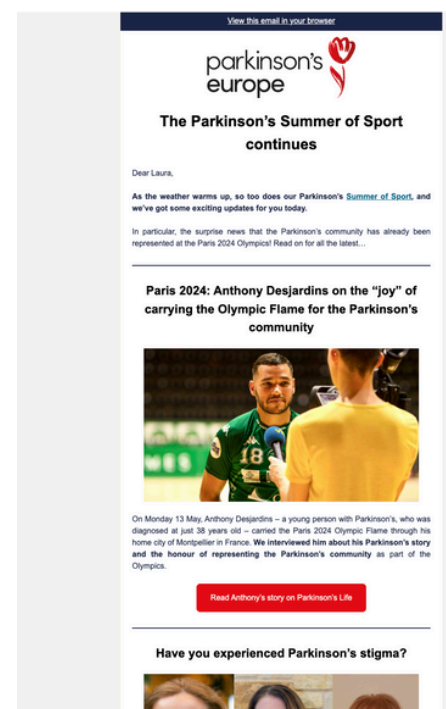 View this email in your browser
parkinson's
europe
The Parkinson's Summer of Sport
continues
Dear Laura,
As the weather warms up, so too does our Parkinson's Summer of Sport, and
we've got some exciting updates for you today.
In particular, the surprise news that the Parkinson's community has already been
represented at the Paris 2024 Olympics! Read on for all the latest…
Paris 2024: Anthony Desjardins on the “joy” of
carrying the Olympic Flame for the Parkinson's
community
18
MES
On Monday 13 May, Anthony Desjardins – a young person with Parkinson's, who was
diagnosed at just 38 years old – carried the Paris 2024 Olympic Flame through his
home city of Montpellier in France. We interviewed him about his Parkinson's story
and the honour of representing the Parkinson's community as part of the
Olympics.
Read Anthony's story on Parkinson's Life
Have you experienced Parkinson's stigma?